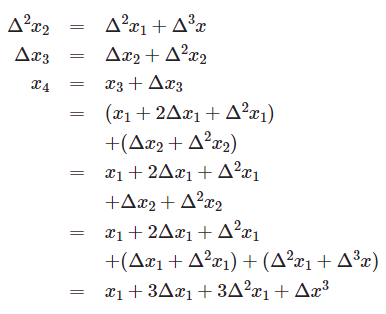 Δ²x₂ = Δ²x₁ + Δ³x
Δx₃ = Δx₂ + Δ²x₂
x₄ = x₃ + Δx₃
= (x₁ + 2Δx₁ + Δ²x₁)
+(Δx₂ + Δ²x₂)
= x₁ + 2Δx₁ + Δ²x₁
+Δx₂ + Δ²x₂
= x₁ + 2Δx₁ + Δ²x₁
+(Δx₁ + Δ²x₁) + (Δ²x₁ + Δ³x)
= x₁ + 3Δx₁ + 3Δ²x₁ + Δx³